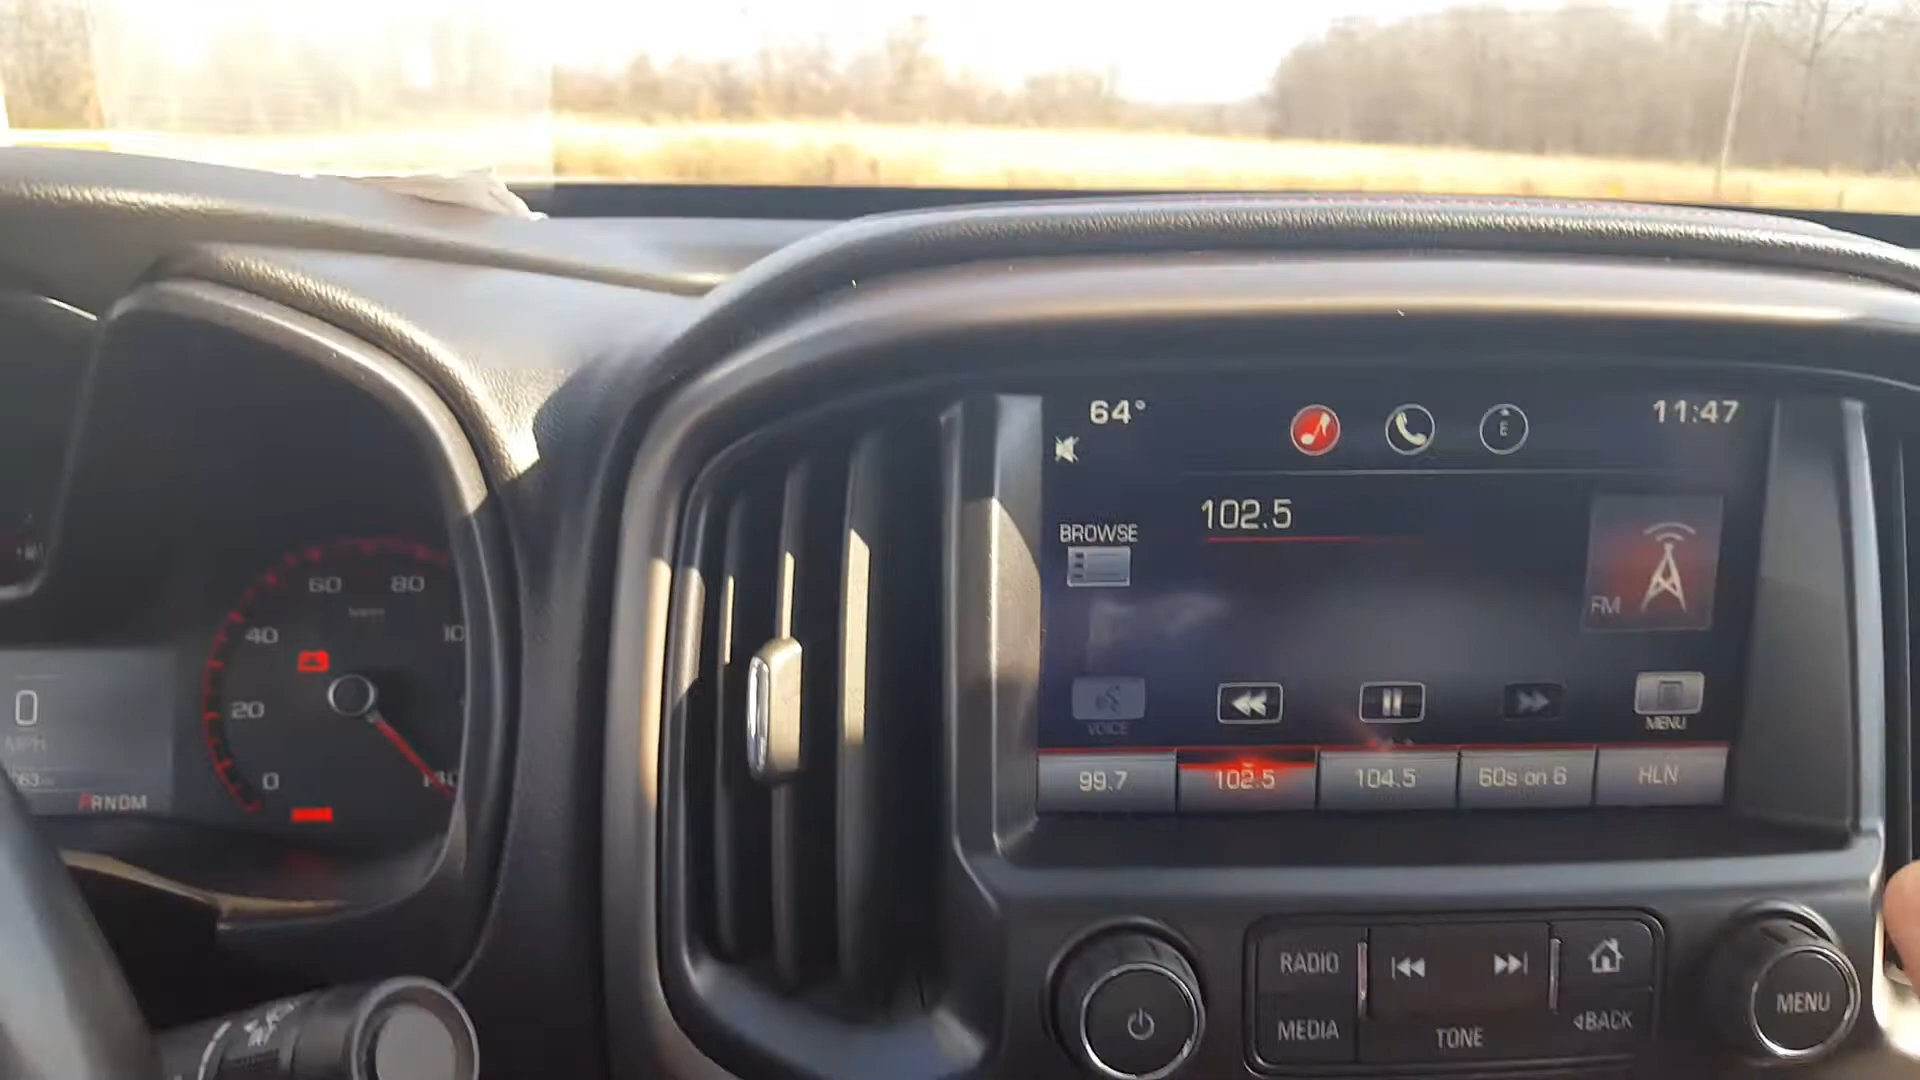 64°
11:47
E
102.5
BROWSE
FM
VOICE
MENU
99.7
102.5
104.5
60s on 6
HLN
RADIO
MEDIA
TONE
BACK
MENU
60
80
40
20
0
140
0
MPH
PRNDM